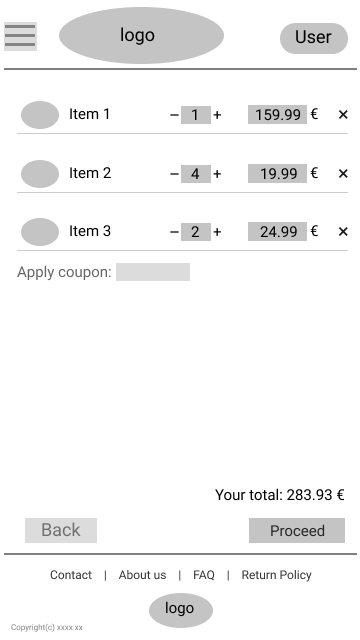 logo
User
Item 1 – 1 + 159.99 € ×
Item 2 – 4 + 19.99 € ×
Item 3 – 2 + 24.99 € ×
Apply coupon:
Your total: 283.93 €
Back Proceed
Contact | About us | FAQ | Return Policy
logo
Copyright(c) xxxx xx